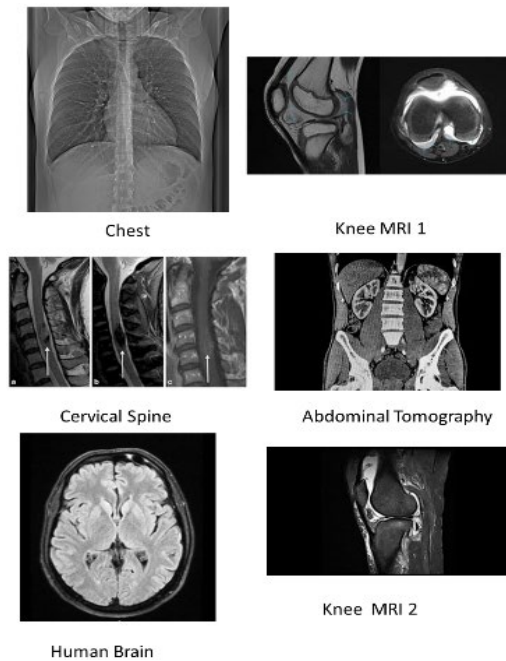 Chest
Knee MRI 1
a
b
c
Cervical Spine
Abdominal Tomography
Human Brain
Knee  MRI 2